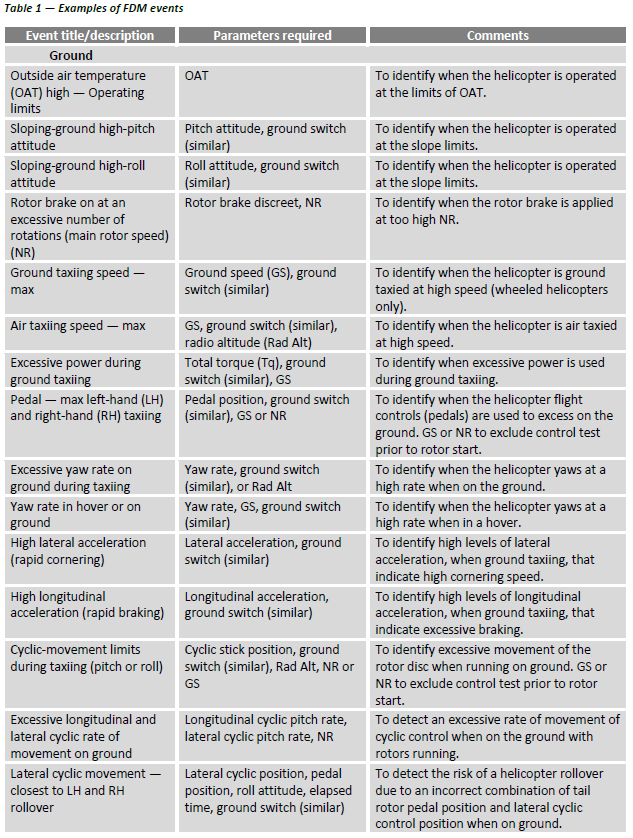 Table 1 — Examples of FDM events
Event title/description Parameters required Comments
Ground
Outside air temperature
(OAT) high — Operating
limits
OAT
To identify when the helicopter is operated
at the limits of OAT.
Sloping-ground high-pitch
attitude
Pitch attitude, ground switch
(similar)
To identify when the helicopter is operated
at the slope limits.
Sloping-ground high-roll
attitude
Roll attitude, ground switch
(similar)
To identify when the helicopter is operated
at the slope limits.
Rotor brake on at an
excessive number of
rotations (main rotor speed)
(NR)
Rotor brake discreet, NR
To identify when the rotor brake is applied
at too high NR.
Ground taxiing speed —
max
Ground speed (GS), ground
switch (similar)
To identify when the helicopter is ground
taxied at high speed (wheeled helicopters
only).
Air taxiing speed — max
GS, ground switch (similar),
radio altitude (Rad Alt)
To identify when the helicopter is air taxied
at high speed.
Excessive power during
ground taxiing
Total torque (Tq), ground
switch (similar), GS
To identify when excessive power is used
during ground taxiing.
Pedal — max left-hand (LH)
and right-hand (RH) taxiing
Pedal position, ground switch
(similar), GS or NR
To identify when the helicopter flight
controls (pedals) are used to excess on the
ground. GS or NR to exclude control test
prior to rotor start.
Excessive yaw rate on
ground during taxiing
Yaw rate, ground switch
(similar), or Rad Alt
To identify when the helicopter yaws at a
high rate when on the ground.
Yaw rate in hover or on
ground
Yaw rate, GS, ground switch
(similar)
To identify when the helicopter yaws at a
high rate when in a hover.
High lateral acceleration
(rapid cornering)
Lateral acceleration, ground
switch (similar)
To identify high levels of lateral
acceleration, when ground taxiing, that
indicate high cornering speed.
High longitudinal
acceleration (rapid braking)
Longitudinal acceleration,
ground switch (similar)
To identify high levels of longitudinal
acceleration, when ground taxiing, that
indicate excessive braking.
Cyclic-movement limits
during taxiing (pitch or roll)
Cyclic stick position, ground
switch (similar), Rad Alt, NR or
GS
To identify excessive movement of the
rotor disc when running on ground. GS or
NR to exclude control test prior to rotor
start.
Excessive longitudinal and
lateral cyclic rate of
movement on ground
Longitudinal cyclic pitch rate,
lateral cyclic pitch rate, NR
To detect an excessive rate of movement of
cyclic control when on the ground with
rotors running.
Lateral cyclic movement —
closest to LH and RH
rollover
Lateral cyclic position, pedal
position, roll attitude, elapsed
time, ground switch (similar)
To detect the risk of a helicopter rollover
due to an incorrect combination of tail
rotor pedal position and lateral cyclic
control position when on ground.